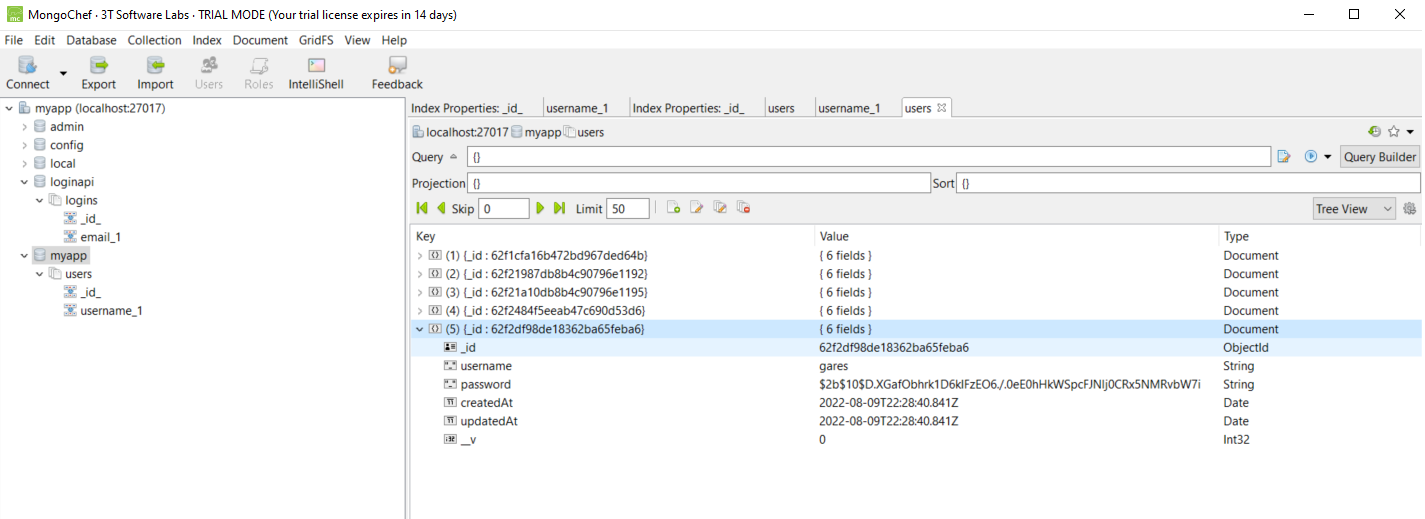 MongoChef - 3T Software Labs - TRIAL MODE (Your trial license expires in 14 days)
File Edit Database Collection Index Document GridFS View Help
Connect Export Import Users Roles IntelliShell Feedback
myapp (localhost:27017)
admin
config
local
loginapi
logins
_id_
email_1
myapp
users
_id_
username_1
Index Properties: _id_ username_1 Index Properties: _id_ users username_1 users
localhost:27017 myapp users
Query {} Query Builder
Projection {} Sort {}
Skip 0 Limit 50 Tree View
Key Value Type
(1) {_id : 62f1cfa16b472bd967ded64b} { 6 fields } Document
(2) {_id : 62f21987db8b4c90796e1192} { 6 fields } Document
(3) {_id : 62f21a10db8b4c90796e1195} { 6 fields } Document
(4) {_id : 62f2484f5eeab47c690d53d6} { 6 fields } Document
(5) {_id : 62f2df98de18362ba65feba6} { 6 fields } Document
_id 62f2df98de18362ba65feba6 ObjectId
username gares String
password $2b$10$D.XGafObhrk1D6kIFzEO6./.0eE0hHkWSpcFJNIj0CRx5NMRvbW7i String
createdAt 2022-08-09T22:28:40.841Z Date
updatedAt 2022-08-09T22:28:40.841Z Date
__v 0 Int32